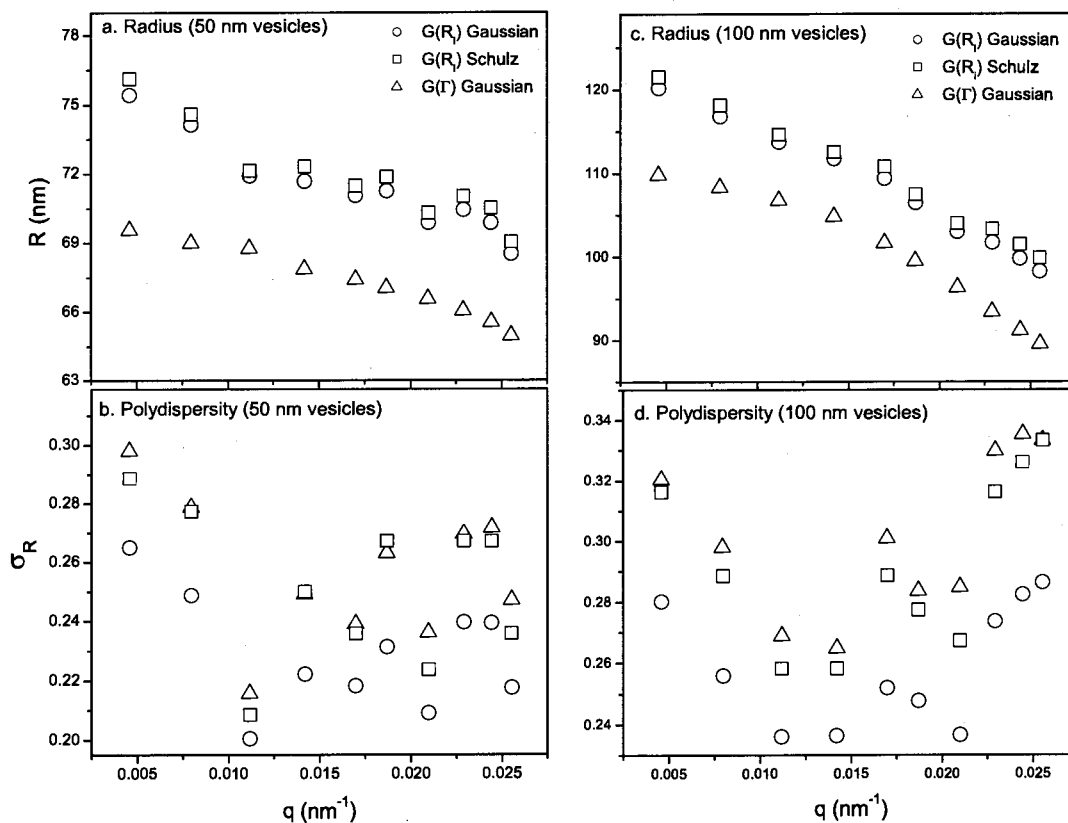 a. Radius (50 nm vesicles)
G(R_i) Gaussian
G(R_i) Schulz
G(Γ) Gaussian
78
75
72
69
66
63
R (nm)
c. Radius (100 nm vesicles)
G(R_i) Gaussian
G(R_i) Schulz
G(Γ) Gaussian
120
110
100
90
b. Polydispersity (50 nm vesicles)
0.30
0.28
0.26
0.24
0.22
0.20
σ_R
0.005 0.010 0.015 0.020 0.025
q (nm⁻¹)
d. Polydispersity (100 nm vesicles)
0.34
0.32
0.30
0.28
0.26
0.24
0.005 0.010 0.015 0.020 0.025
q (nm⁻¹)